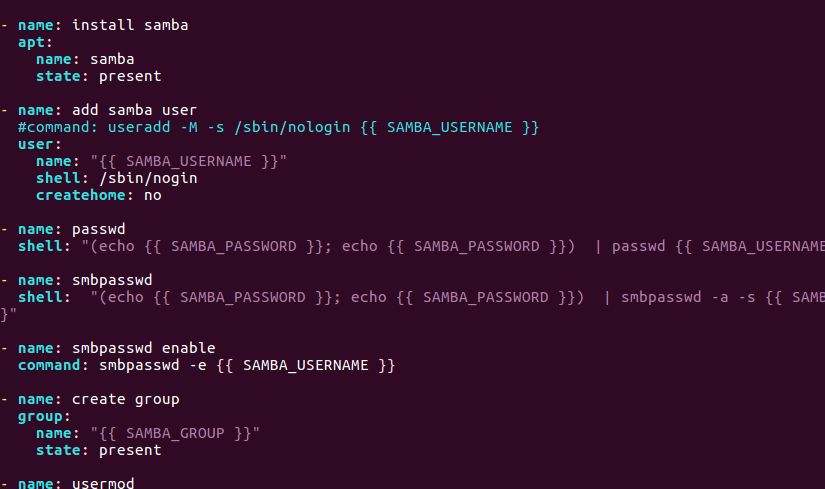 - name: install samba
  apt:
    name: samba
    state: present

- name: add samba user
  #command: useradd -M -s /sbin/nologin {{ SAMBA_USERNAME }}
  user:
    name: "{{ SAMBA_USERNAME }}"
    shell: /sbin/nogin
    createhome: no

- name: passwd
  shell: "(echo {{ SAMBA_PASSWORD }}; echo {{ SAMBA_PASSWORD }})  | passwd {{ SAMBA_USERNAME

- name: smbpasswd
  shell:  "(echo {{ SAMBA_PASSWORD }}; echo {{ SAMBA_PASSWORD }})  | smbpasswd -a -s {{ SAMB
}"

- name: smbpasswd enable
  command: smbpasswd -e {{ SAMBA_USERNAME }}

- name: create group
  group:
    name: "{{ SAMBA_GROUP }}"
    state: present

- name: usermod